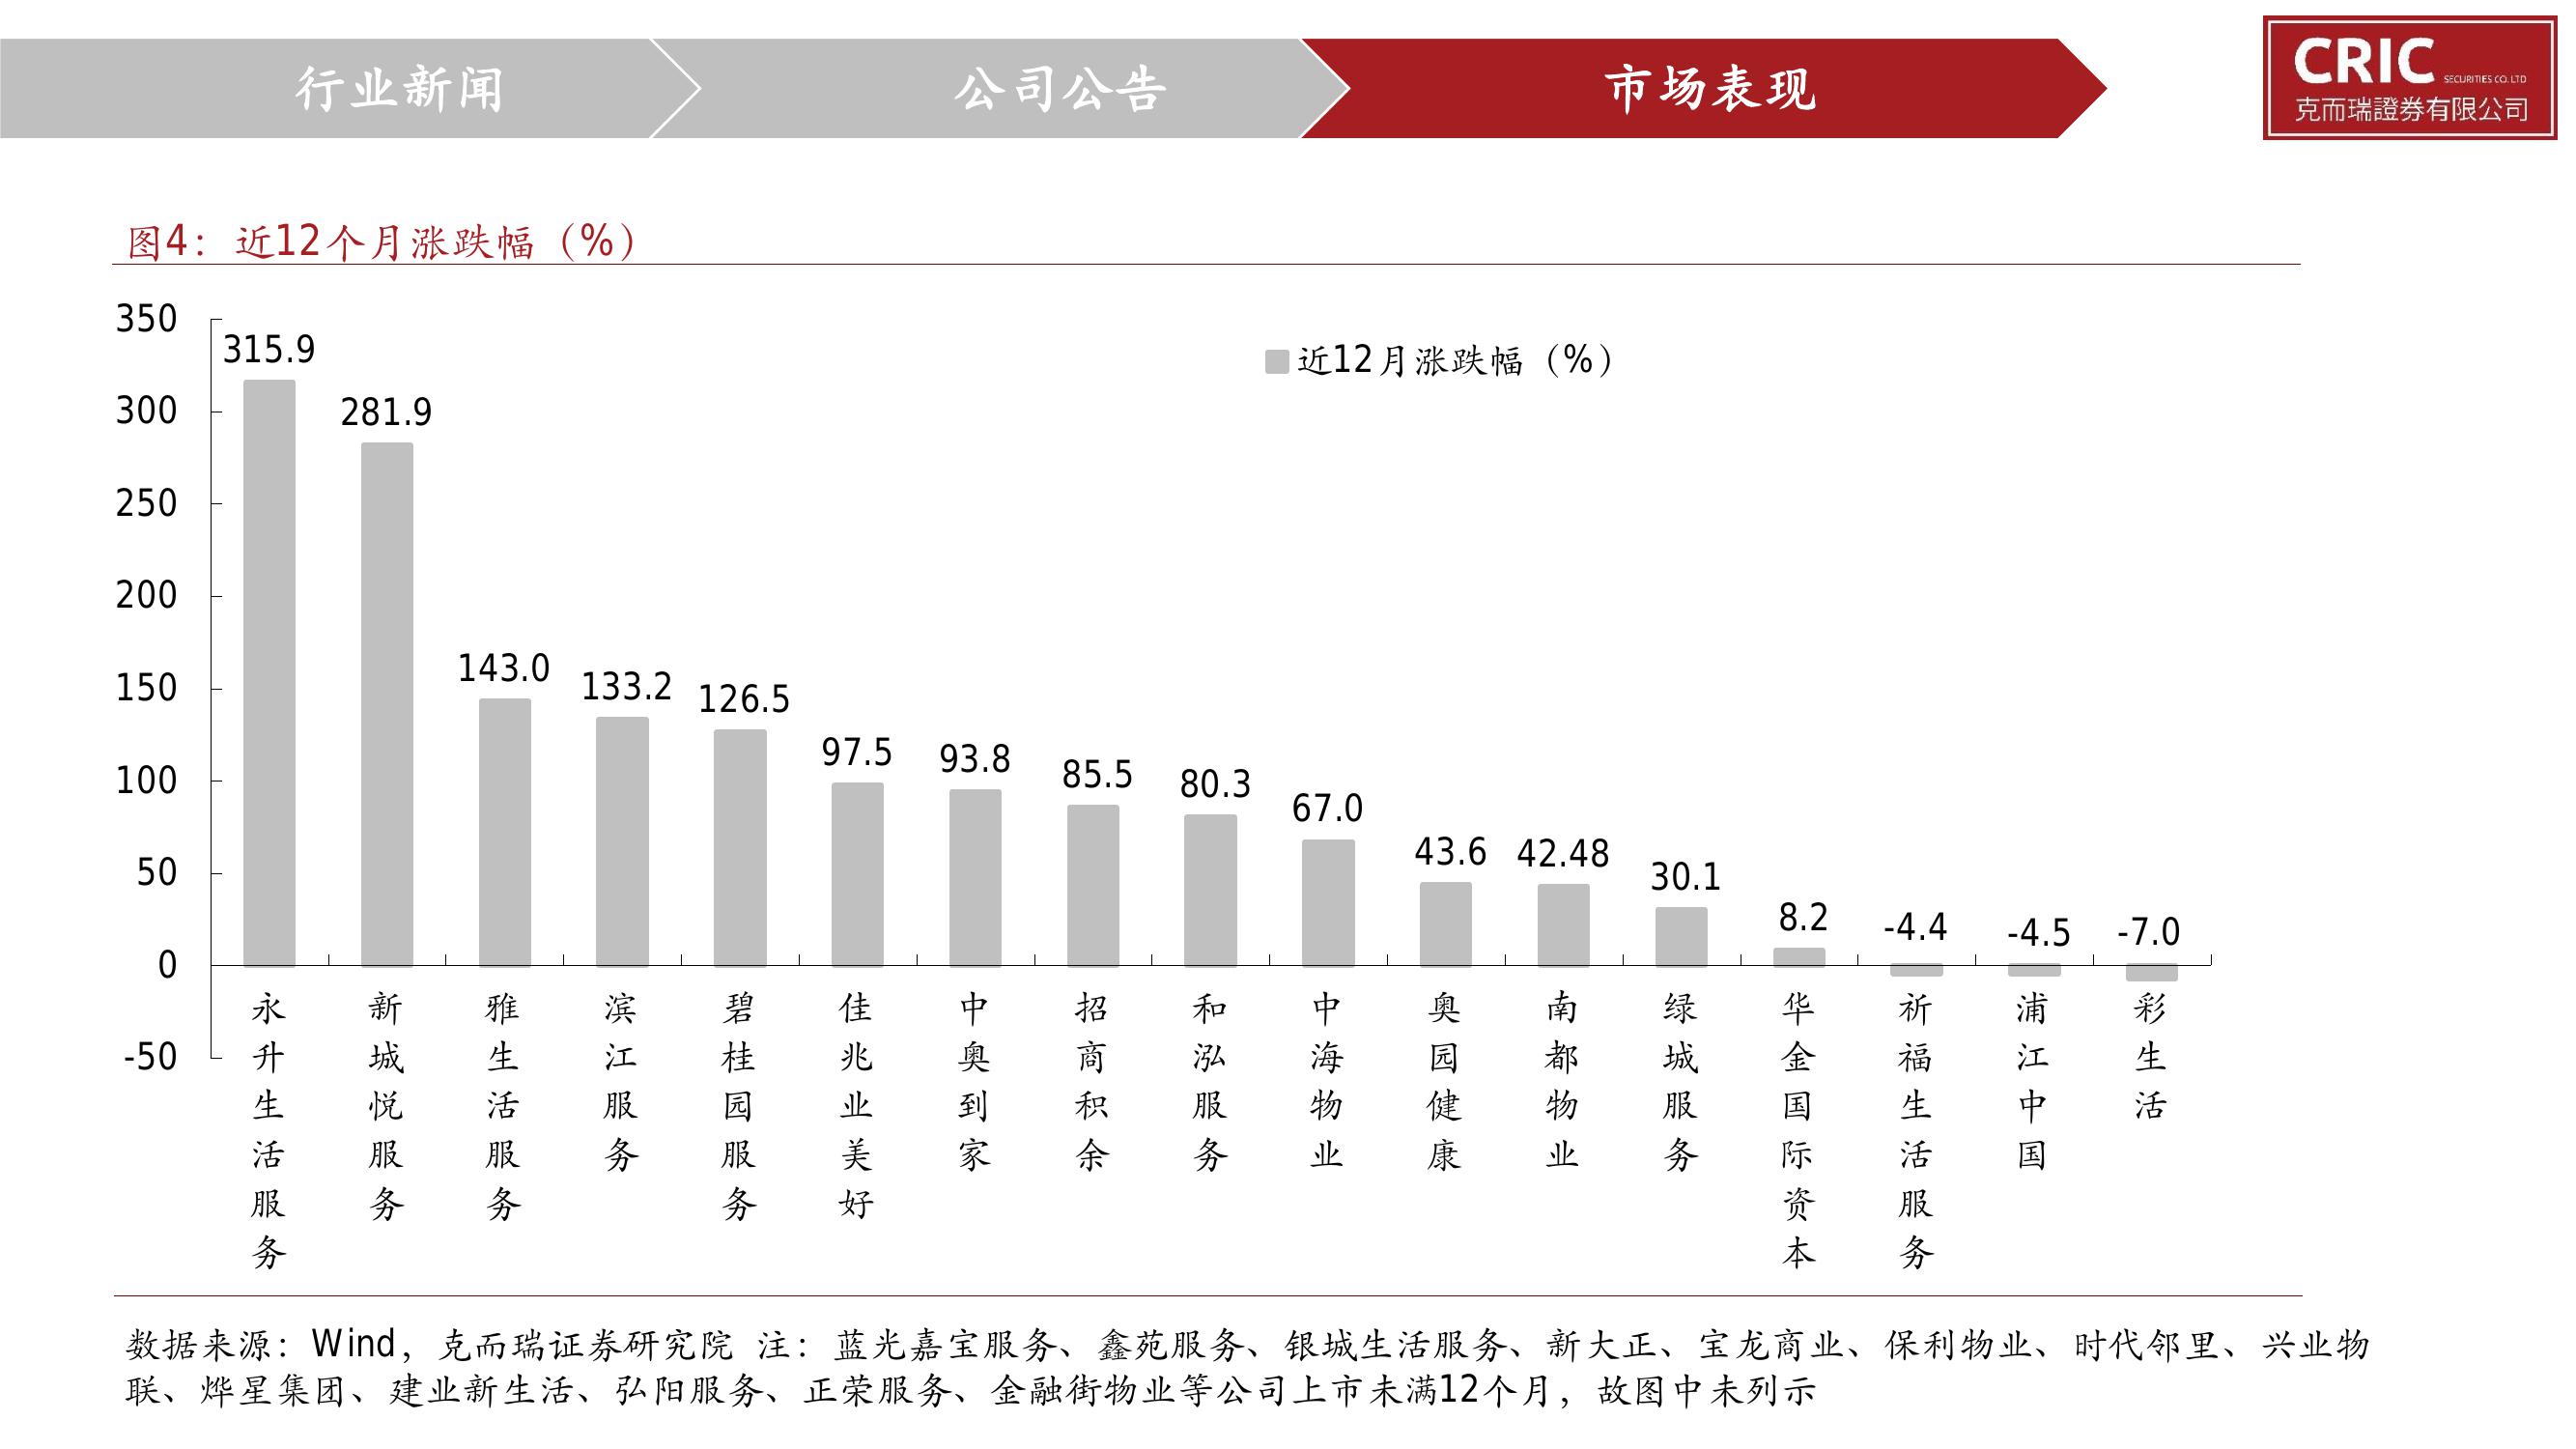 行业新闻
公司公告
市场表现
CRIC SECURITIES CO. LTD
克而瑞證券有限公司
图4：近12个月涨跌幅（%）
近12月涨跌幅（%）
350
300
250
200
150
100
50
0
-50
315.9
281.9
143.0
133.2
126.5
97.5
93.8
85.5
80.3
67.0
43.6
42.48
30.1
8.2
-4.4
-4.5
-7.0
永升生活服务
新城悦服务
雅生活服务
滨江服务
碧桂园服务
佳兆业美好
中奥到家
招商积余
和泓服务
中海物业
奥园健康
南都物业
绿城服务
华金国际资本
祈福生活服务
浦江中国
彩生活
数据来源：Wind，克而瑞证券研究院 注：蓝光嘉宝服务、鑫苑服务、银城生活服务、新大正、宝龙商业、保利物业、时代邻里、兴业物
联、烨星集团、建业新生活、弘阳服务、正荣服务、金融街物业等公司上市未满12个月，故图中未列示